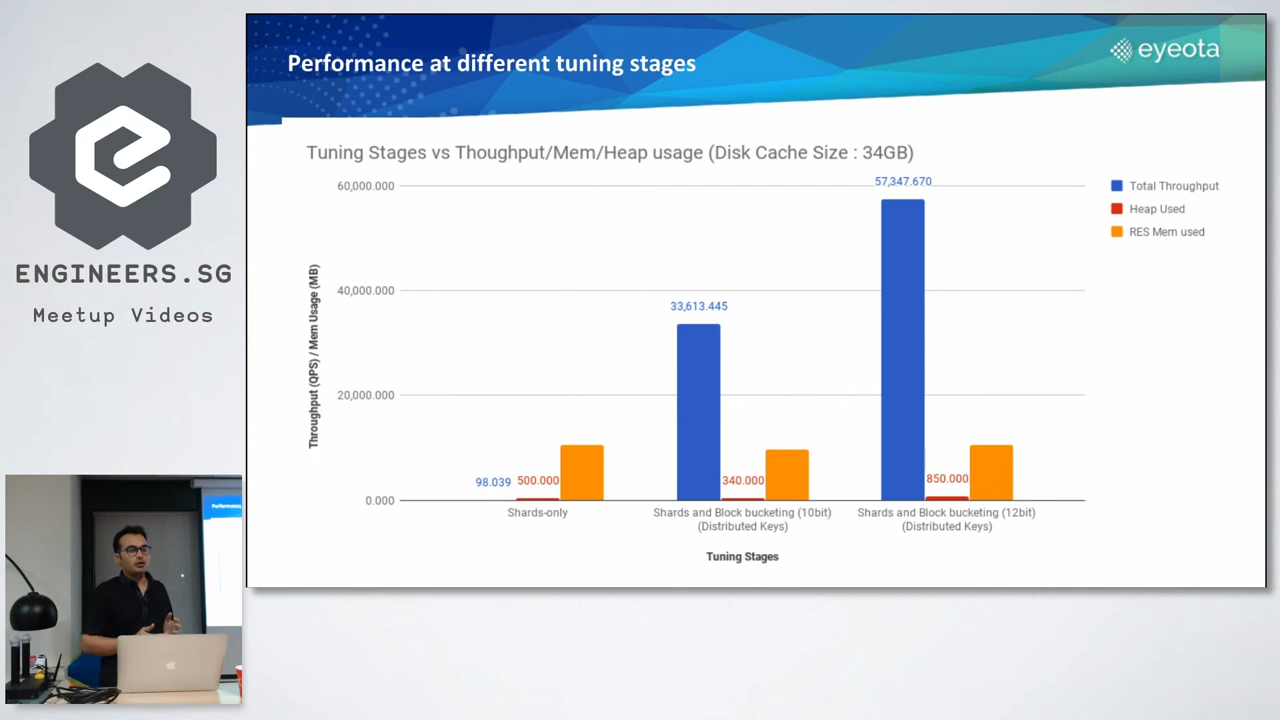 ENGINEERS.SG
Meetup Videos
Performance at different tuning stages
eyeota
Tuning Stages vs Thoughput/Mem/Heap usage (Disk Cache Size : 34GB)
Throughput (QPS) / Mem Usage (MB)
60,000.000
40,000.000
20,000.000
0.000
98.039
500.000
33,613.445
340.000
57,347.670
850.000
Total Throughput
Heap Used
RES Mem used
Shards-only
Shards and Block bucketing (10bit)
(Distributed Keys)
Shards and Block bucketing (12bit)
(Distributed Keys)
Tuning Stages
Performance